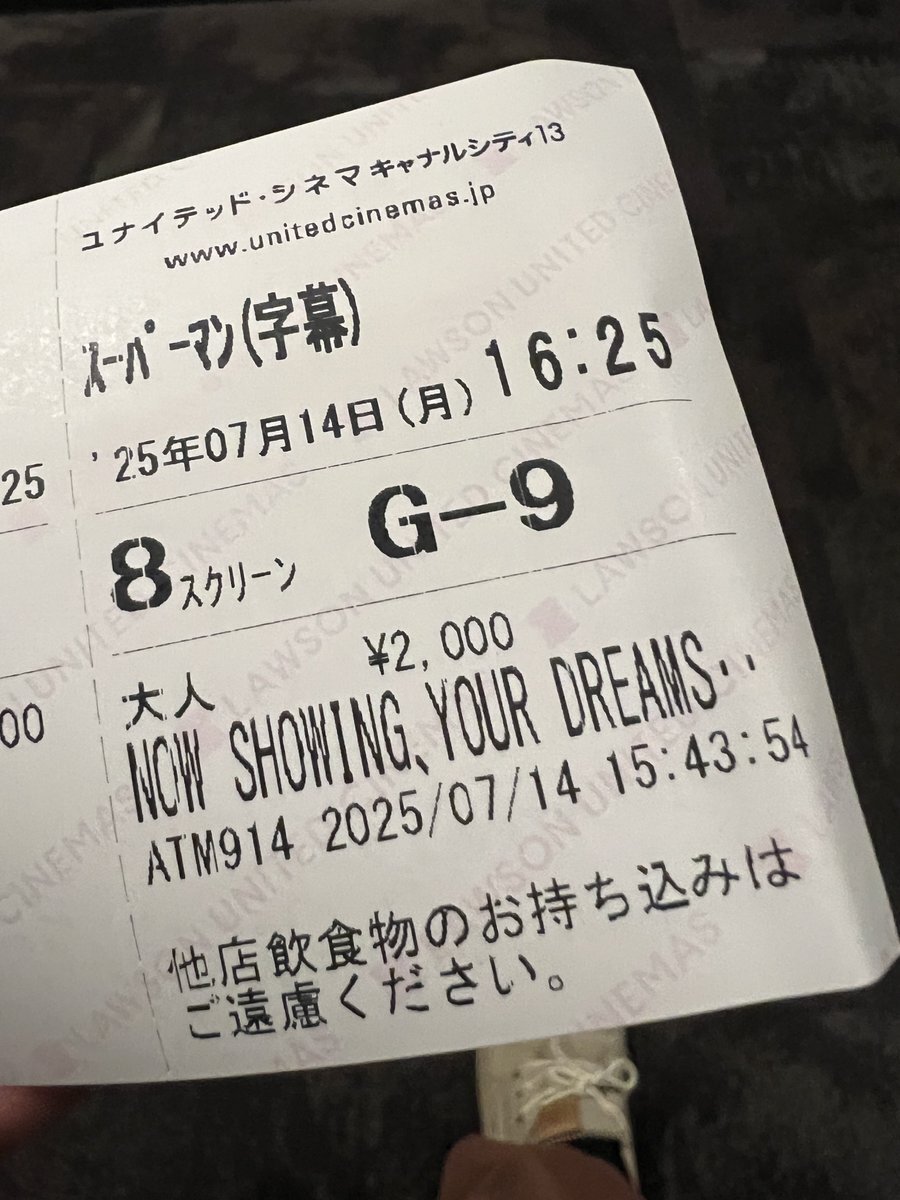 ユナイテッド・シネマ キャナルシティ13
www.unitedcinemas.jp
スーパーマン(字幕)
'25年07月14日(月) 16:25
25
8スクリーン G-9
大人 ¥2,000
00
NOW SHOWING、YOUR DREAMS‥
ATM914 2025/07/14 15:43:54
他店飲食物のお持ち込みは
ご遠慮ください。
LAWSON UNITED CINEMAS